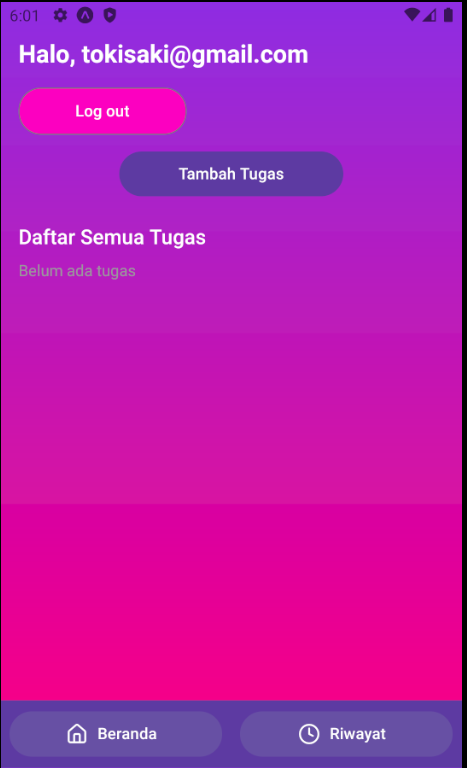 6:01
Halo, tokisaki@gmail.com
Log out
Tambah Tugas
Daftar Semua Tugas
Belum ada tugas
Beranda
Riwayat